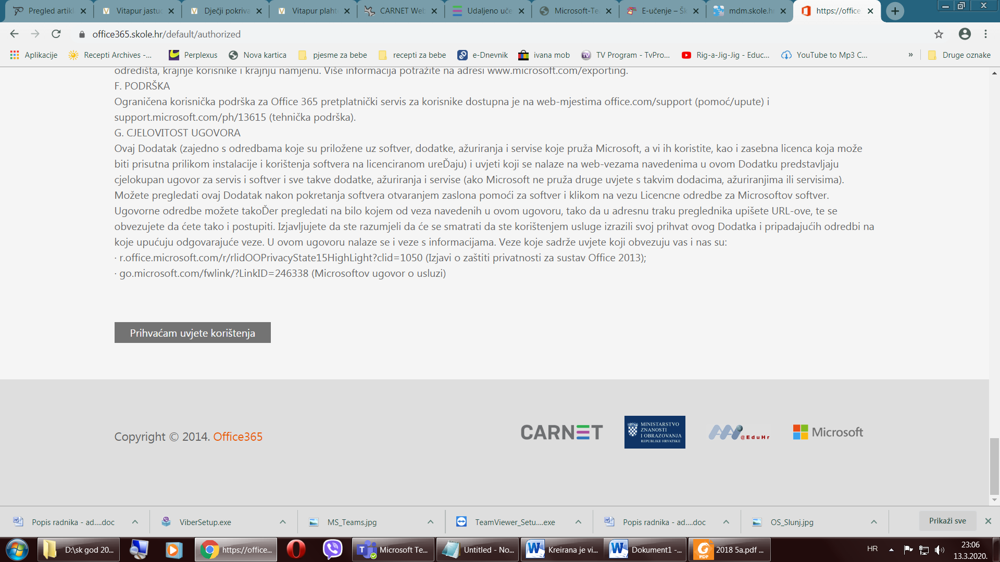 Pregled artikl
Vitapur jastuc
Dječji pokriva
Vitapur plaht
CARNET Web
Udaljeno uče
Microsoft-Te
E-učenje – Šk
mdm.skole.h
https://office
office365.skole.hr/default/authorized
Aplikacije
Recepti Archives -...
Perplexus
Nova kartica
pjesme za bebe
recepti za bebe
e-Dnevnik
ivana mob
TV Program - TvPro...
Rig-a-Jig-Jig - Educ...
YouTube to Mp3 C...
»
Druge oznake
odredišta, krajnje korisnike i krajnju namjenu. Više informacija potražite na adresi www.microsoft.com/exporting.
F. PODRŠKA
Ograničena korisnička podrška za Office 365 pretplatnički servis za korisnike dostupna je na web-mjestima office.com/support (pomoć/upute) i
support.microsoft.com/ph/13615 (tehnička podrška).
G. CJELOVITOST UGOVORA
Ovaj Dodatak (zajedno s odredbama koje su priložene uz softver, dodatke, ažuriranja i servise koje pruža Microsoft, a vi ih koristite, kao i zasebna licenca koja može
biti prisutna prilikom instalacije i korištenja softvera na licenciranom ureĎaju) i uvjeti koji se nalaze na web-vezama navedenima u ovom Dodatku predstavljaju
cjelokupan ugovor za servis i softver i sve takve dodatke, ažuriranja i servise (ako Microsoft ne pruža druge uvjete s takvim dodacima, ažuriranjima ili servisima).
Možete pregledati ovaj Dodatak nakon pokretanja softvera otvaranjem zaslona pomoći za softver i klikom na vezu Licencne odredbe za Microsoftov softver.
Ugovorne odredbe možete takoĎer pregledati na bilo kojem od veza navedenih u ovom ugovoru, tako da u adresnu traku preglednika upišete URL-ove, te se
obvezujete da ćete tako i postupiti. Izjavljujete da ste razumjeli da će se smatrati da ste korištenjem usluge izrazili svoj prihvat ovog Dodatka i pripadajućih odredbi na
koje upućuju odgovarajuće veze. U ovom ugovoru nalaze se i veze s informacijama. Veze koje sadrže uvjete koji obvezuju vas i nas su:
· r.office.microsoft.com/r/rlidOOPrivacyState15HighLight?clid=1050 (Izjavi o zaštiti privatnosti za sustav Office 2013);
· go.microsoft.com/fwlink/?LinkID=246338 (Microsoftov ugovor o usluzi)
Prihvaćam uvjete korištenja
Copyright © 2014. Office365
CARNET
MINISTARSTVO
ZNANOSTI
I OBRAZOVANJA
REPUBLIKE HRVATSKE
@EduHr
Microsoft
Popis radnika - ad....doc
ViberSetup.exe
MS_Teams.jpg
TeamViewer_Setu....exe
Popis radnika - ad....doc
OS_Slunj.jpg
Prikaži sve
D:\sk god 20...
https://office...
Microsoft Te...
Untitled - No...
Kreirana je vi...
Dokument1 -...
PDF
2018 5a.pdf ...
HR
23:06
13.3.2020.